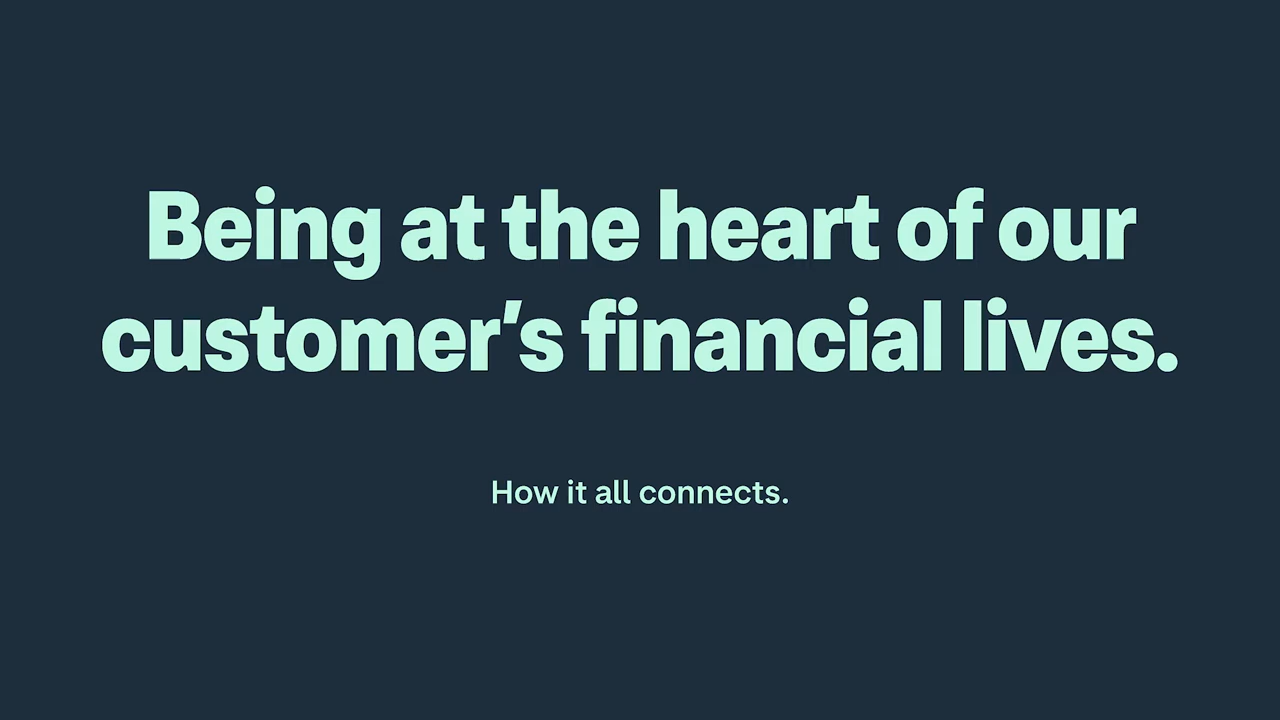 Being at the heart of our
customer’s financial lives.
How it all connects.